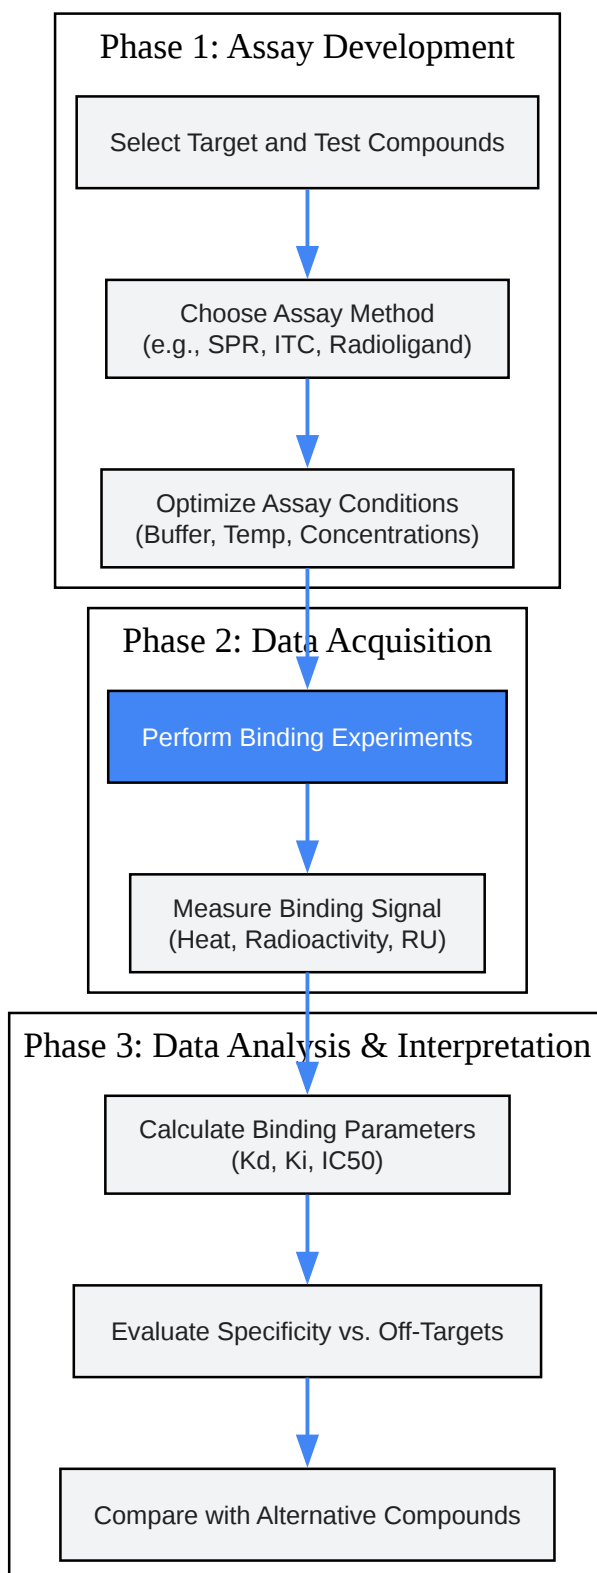 Phase 1: Assay Development
Select Target and Test Compounds
Choose Assay Method
(e.g., SPR, ITC, Radioligand)
Optimize Assay Conditions
(Buffer, Temp, Concentrations)
Phase 2: Data Acquisition
Perform Binding Experiments
Measure Binding Signal
(Heat, Radioactivity, RU)
Phase 3: Data Analysis & Interpretation
Calculate Binding Parameters
(Kd, Ki, IC50)
Evaluate Specificity vs. Off-Targets
Compare with Alternative Compounds